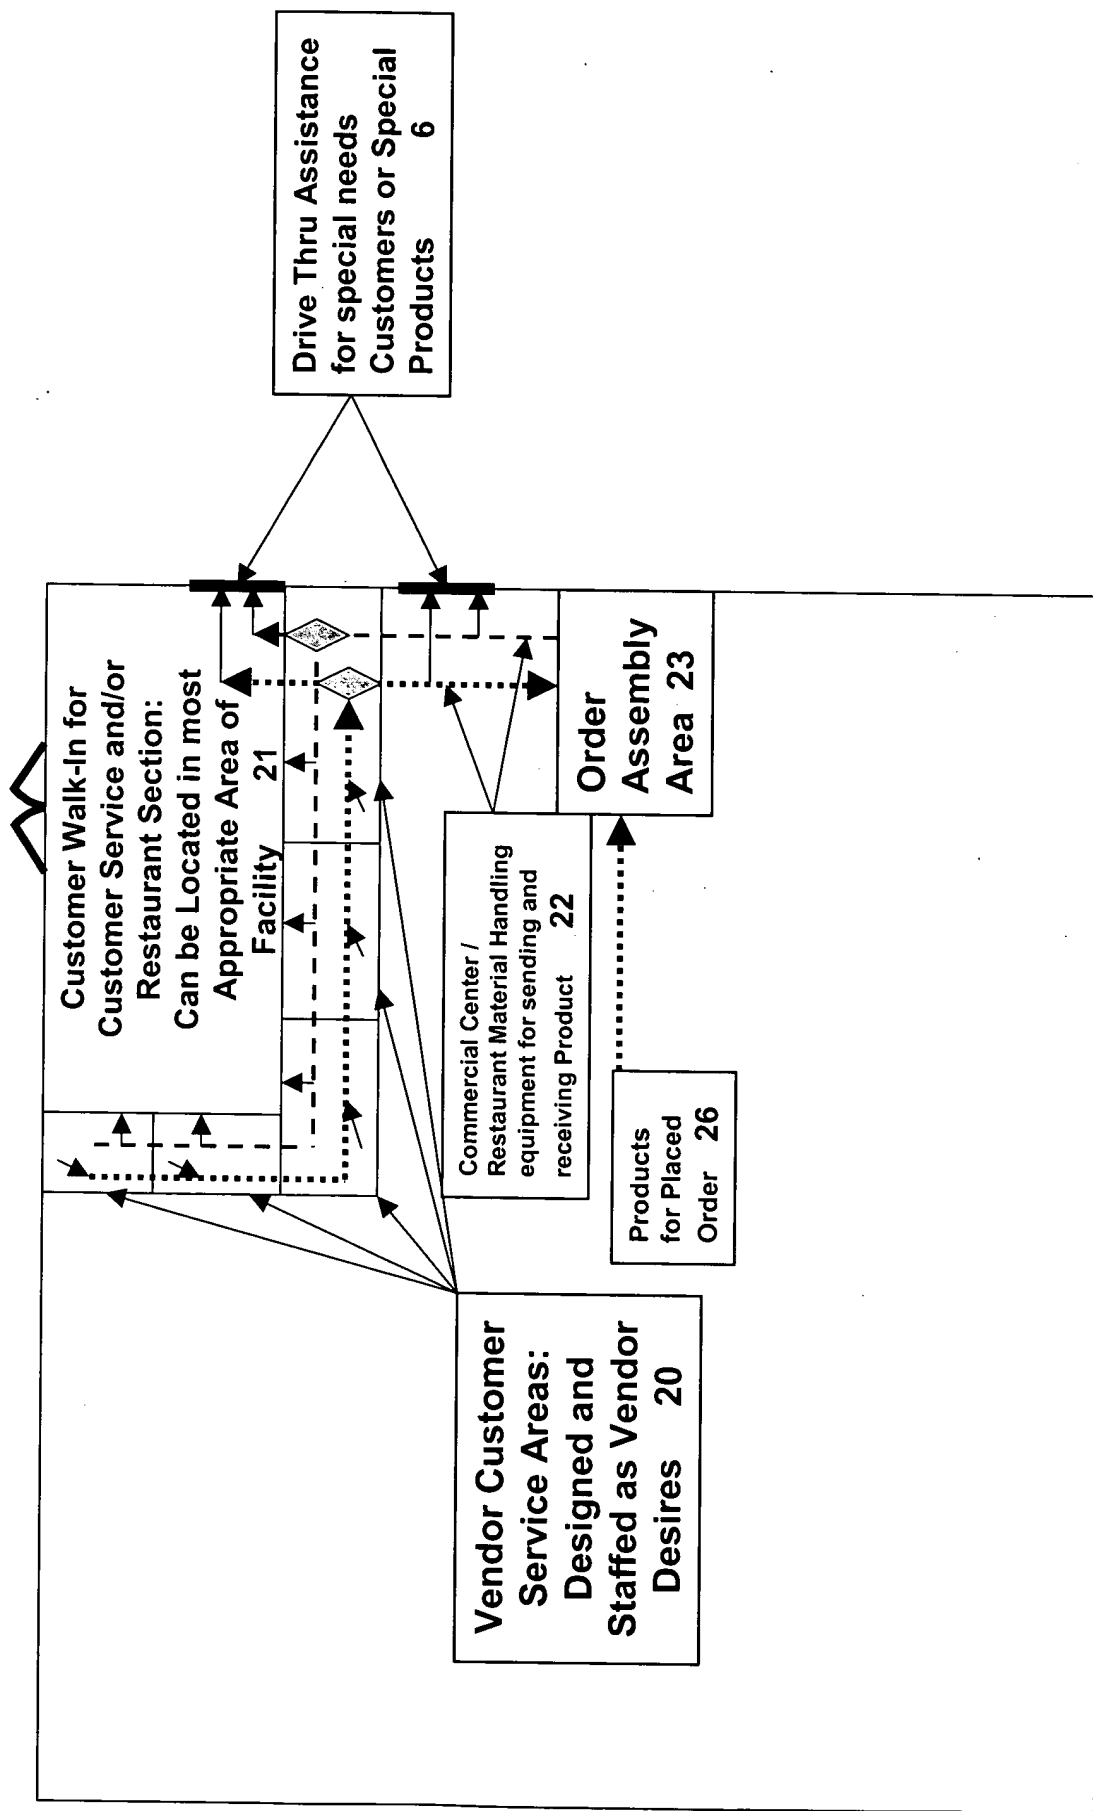 Customer Walk-In for
Customer Service and/or
Restaurant Section:
Can be Located in most
Appropriate Area of
Facility 21
Drive Thru Assistance
for special needs
Customers or Special
Products 6
Vendor Customer
Service Areas:
Designed and
Staffed as Vendor
Desires 20
Commercial Center /
Restaurant Material Handling
equipment for sending and
receiving Product 22
Order
Assembly
Area 23
Products
for Placed
Order 26